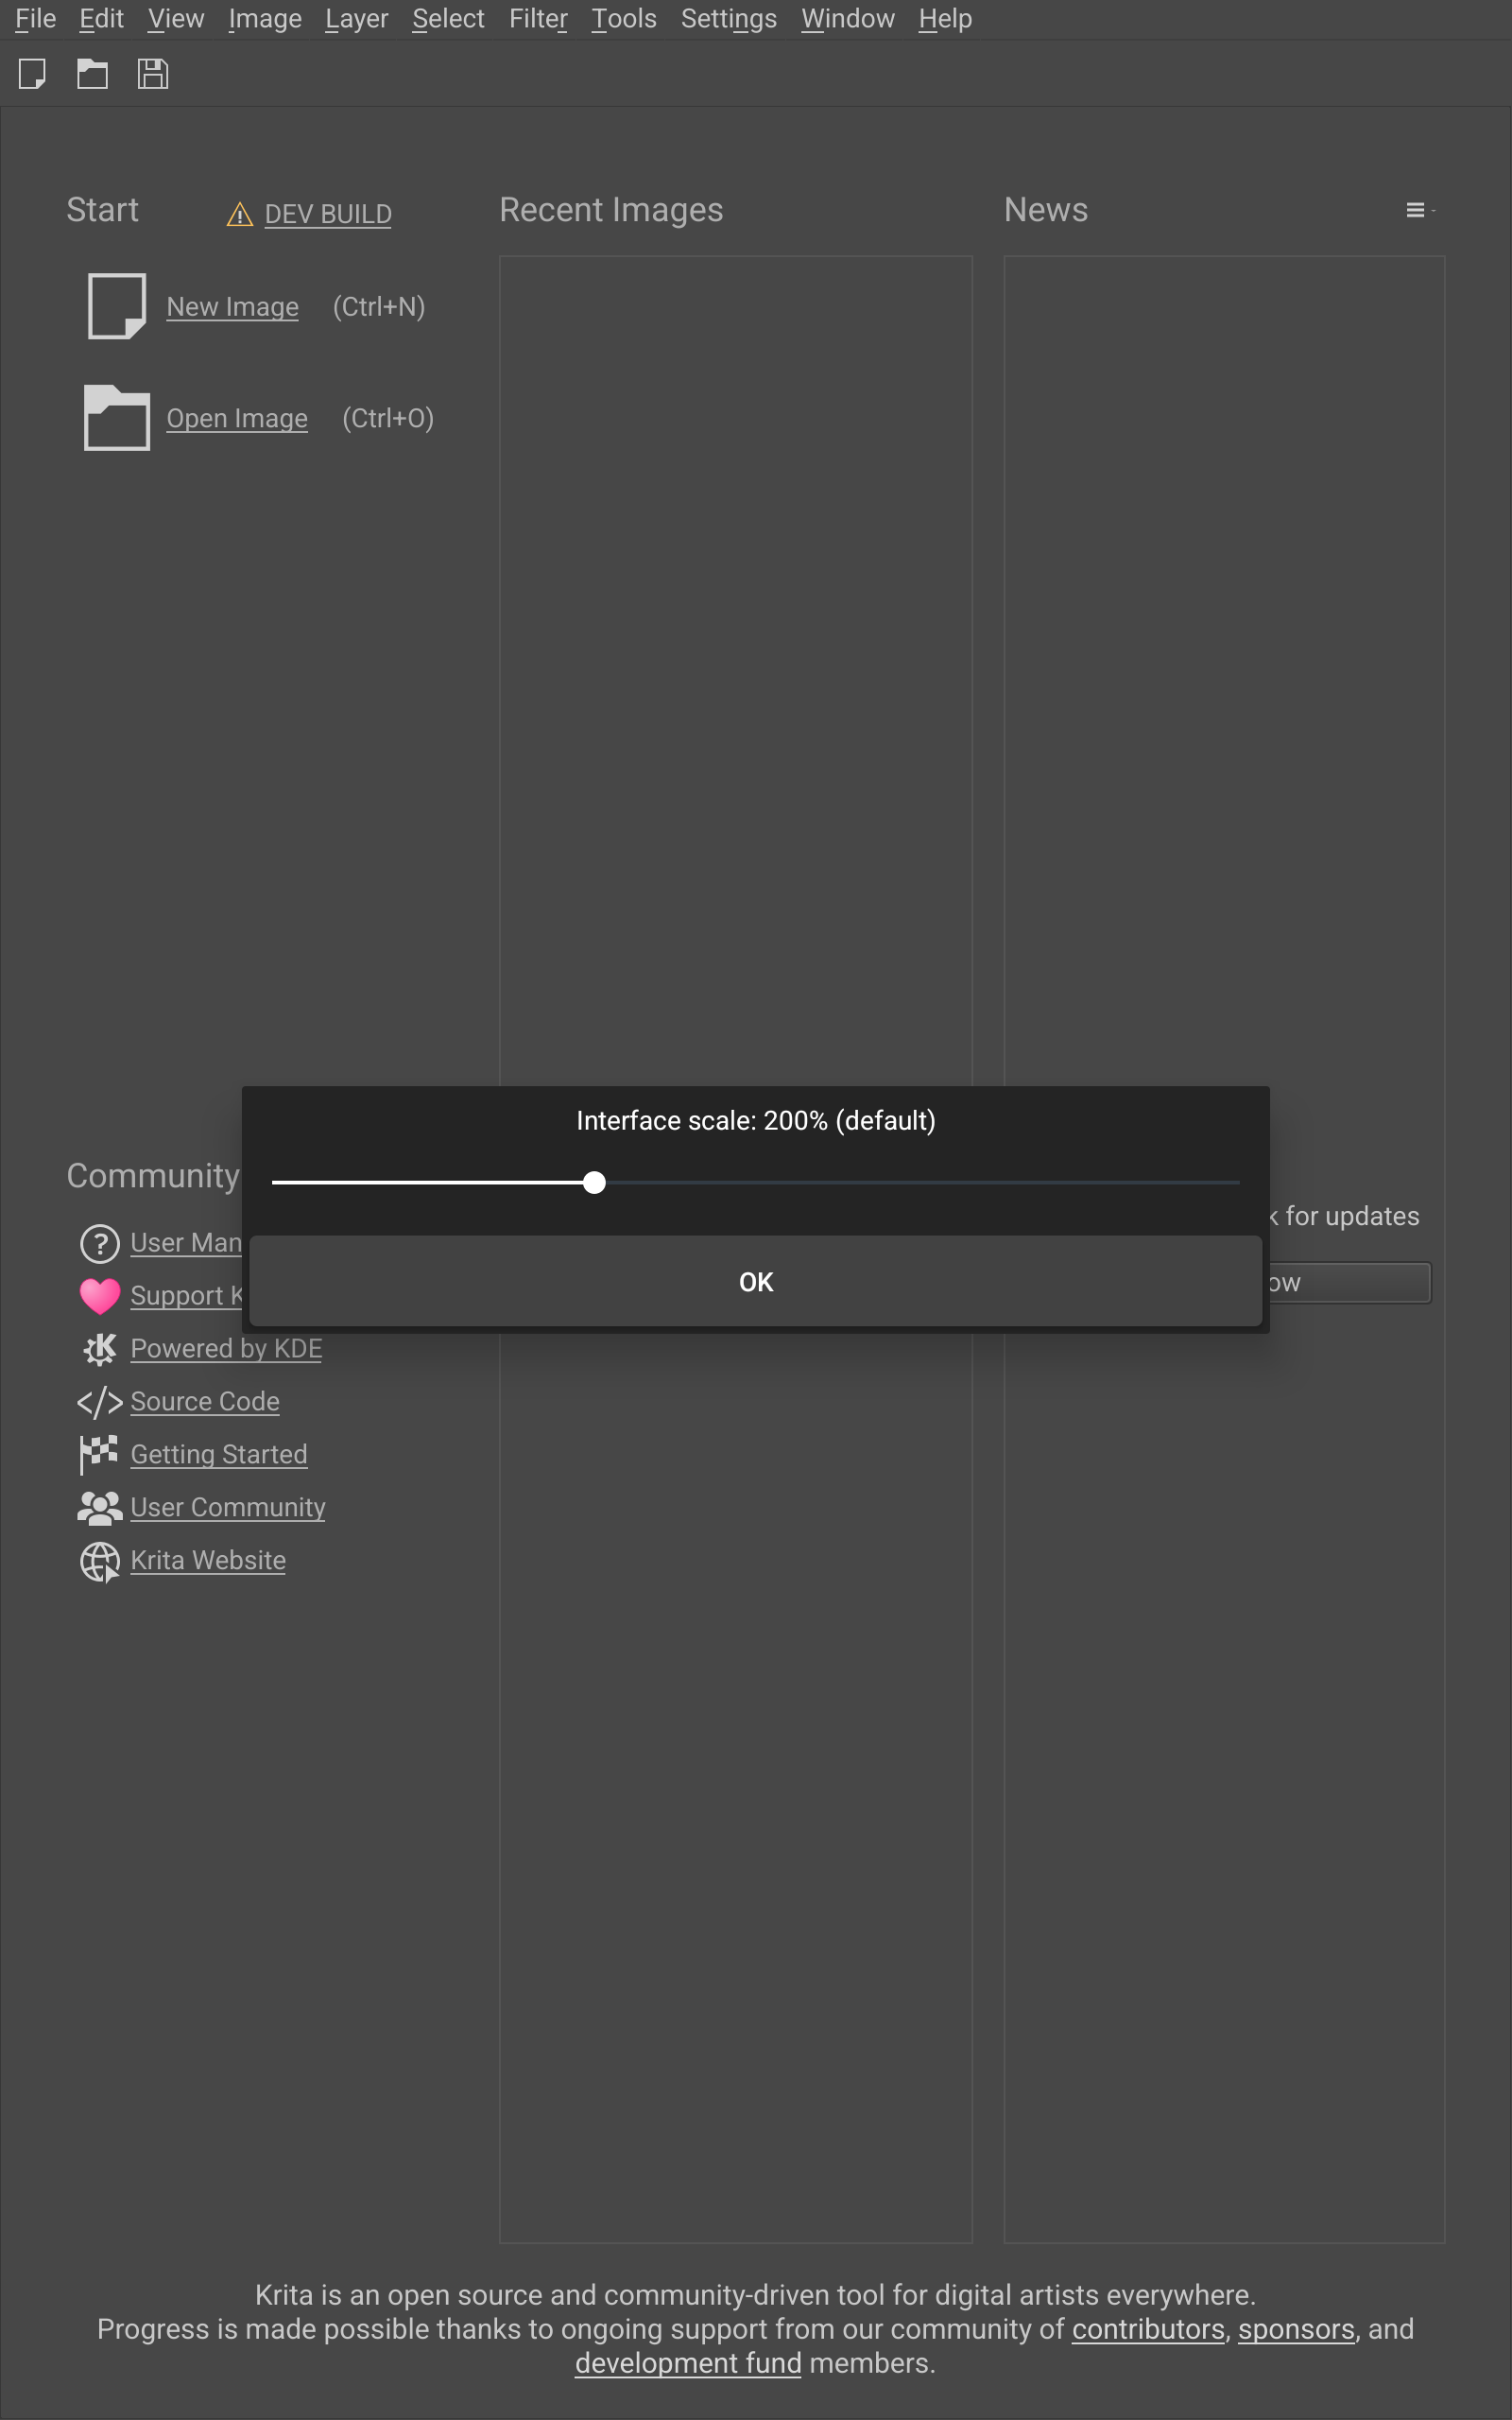 File Edit View Image Layer Select Filter Tools Settings Window Help
Start
DEV BUILD
Recent Images
News
New Image (Ctrl+N)
Open Image (Ctrl+O)
Interface scale: 200% (default)
OK
Community
User Man
Support K
Powered by KDE
Source Code
Getting Started
User Community
Krita Website
k for updates
ow
Krita is an open source and community-driven tool for digital artists everywhere.
Progress is made possible thanks to ongoing support from our community of contributors, sponsors, and
development fund members.